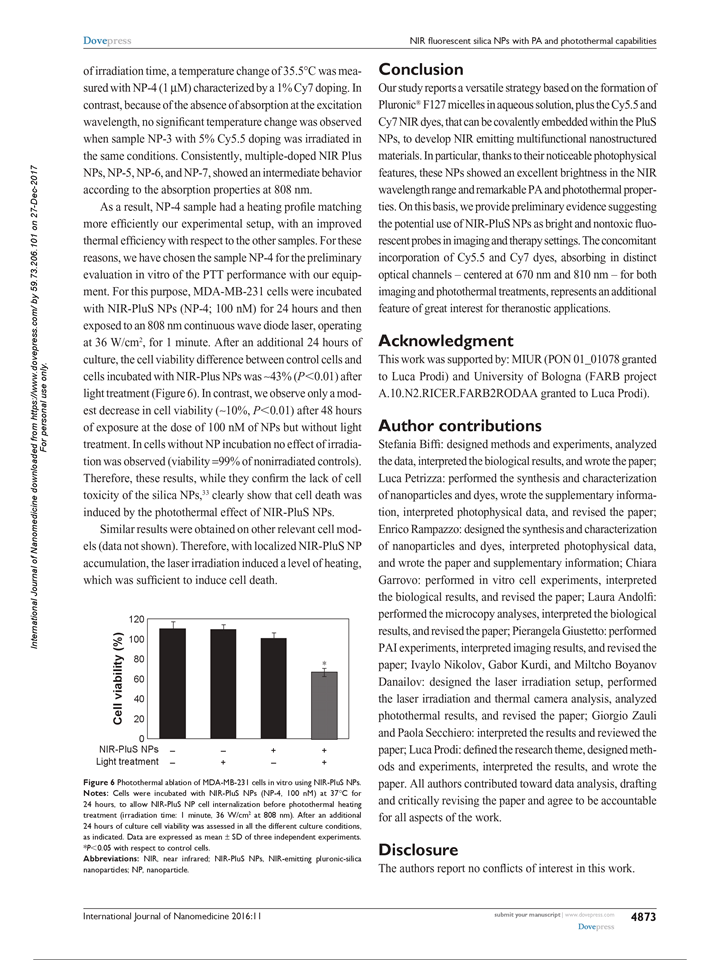 Dovepress
NIR fluorescent silica NPs with PA and photothermal capabilities
of irradiation time, a temperature change of 35.5°C was mea-
sured with NP-4 (1 µM) characterized by a 1% Cy7 doping. In
contrast, because of the absence of absorption at the excitation
wavelength, no significant temperature change was observed
when sample NP-3 with 5% Cy5.5 doping was irradiated in
the same conditions. Consistently, multiple-doped NIR Plus
NPs, NP-5, NP-6, and NP-7, showed an intermediate behavior
according to the absorption properties at 808 nm.
As a result, NP-4 sample had a heating profile matching
more efficiently our experimental setup, with an improved
thermal efficiency with respect to the other samples. For these
reasons, we have chosen the sample NP-4 for the preliminary
evaluation in vitro of the PTT performance with our equip-
ment. For this purpose, MDA-MB-231 cells were incubated
with NIR-PluS NPs (NP-4; 100 nM) for 24 hours and then
exposed to an 808 nm continuous wave diode laser, operating
at 36 W/cm², for 1 minute. After an additional 24 hours of
culture, the cell viability difference between control cells and
cells incubated with NIR-Plus NPs was ~43% (P<0.01) after
light treatment (Figure 6). In contrast, we observe only a mod-
est decrease in cell viability (~10%, P<0.01) after 48 hours
of exposure at the dose of 100 nM of NPs but without light
treatment. In cells without NP incubation no effect of irradia-
tion was observed (viability =99% of nonirradiated controls).
Therefore, these results, while they confirm the lack of cell
toxicity of the silica NPs,³³ clearly show that cell death was
induced by the photothermal effect of NIR-PluS NPs.
Similar results were obtained on other relevant cell mod-
els (data not shown). Therefore, with localized NIR-PluS NP
accumulation, the laser irradiation induced a level of heating,
which was sufficient to induce cell death.
120
100
80
60
40
20
0
Cell viability (%)
*
NIR-PluS NPs – – + +
Light treatment – + – +
Figure 6 Photothermal ablation of MDA-MB-231 cells in vitro using NIR-PluS NPs.
Notes: Cells were incubated with NIR-PluS NPs (NP-4, 100 nM) at 37°C for
24 hours, to allow NIR-PluS NP cell internalization before photothermal heating
treatment (irradiation time: 1 minute, 36 W/cm² at 808 nm). After an additional
24 hours of culture cell viability was assessed in all the different culture conditions,
as indicated. Data are expressed as mean ± SD of three independent experiments.
*P<0.05 with respect to control cells.
Abbreviations: NIR, near infrared; NIR-PluS NPs, NIR-emitting pluronic-silica
nanoparticles; NP, nanoparticle.
Conclusion
Our study reports a versatile strategy based on the formation of
Pluronic® F127 micelles in aqueous solution, plus the Cy5.5 and
Cy7 NIR dyes, that can be covalently embedded within the PluS
NPs, to develop NIR emitting multifunctional nanostructured
materials. In particular, thanks to their noticeable photophysical
features, these NPs showed an excellent brightness in the NIR
wavelength range and remarkable PA and photothermal proper-
ties. On this basis, we provide preliminary evidence suggesting
the potential use of NIR-PluS NPs as bright and nontoxic fluo-
rescent probes in imaging and therapy settings. The concomitant
incorporation of Cy5.5 and Cy7 dyes, absorbing in distinct
optical channels – centered at 670 nm and 810 nm – for both
imaging and photothermal treatments, represents an additional
feature of great interest for theranostic applications.
Acknowledgment
This work was supported by: MIUR (PON 01_01078 granted
to Luca Prodi) and University of Bologna (FARB project
A.10.N2.RICER.FARB2RODAA granted to Luca Prodi).
Author contributions
Stefania Biffi: designed methods and experiments, analyzed
the data, interpreted the biological results, and wrote the paper;
Luca Petrizza: performed the synthesis and characterization
of nanoparticles and dyes, wrote the supplementary informa-
tion, interpreted photophysical data, and revised the paper;
Enrico Rampazzo: designed the synthesis and characterization
of nanoparticles and dyes, interpreted photophysical data,
and wrote the paper and supplementary information; Chiara
Garrovo: performed in vitro cell experiments, interpreted
the biological results, and revised the paper; Laura Andolfi:
performed the microcopy analyses, interpreted the biological
results, and revised the paper; Pierangela Giustetto: performed
PAI experiments, interpreted imaging results, and revised the
paper; Ivaylo Nikolov, Gabor Kurdi, and Miltcho Boyanov
Danailov: designed the laser irradiation setup, performed
the laser irradiation and thermal camera analysis, analyzed
photothermal results, and revised the paper; Giorgio Zauli
and Paola Secchiero: interpreted the results and reviewed the
paper; Luca Prodi: defined the research theme, designed meth-
ods and experiments, interpreted the results, and wrote the
paper. All authors contributed toward data analysis, drafting
and critically revising the paper and agree to be accountable
for all aspects of the work.
Disclosure
The authors report no conflicts of interest in this work.
International Journal of Nanomedicine downloaded from https://www.dovepress.com/ by 59.73.206.101 on 27-Dec-2017
For personal use only.
International Journal of Nanomedicine 2016:11
submit your manuscript | www.dovepress.com
Dovepress
4873